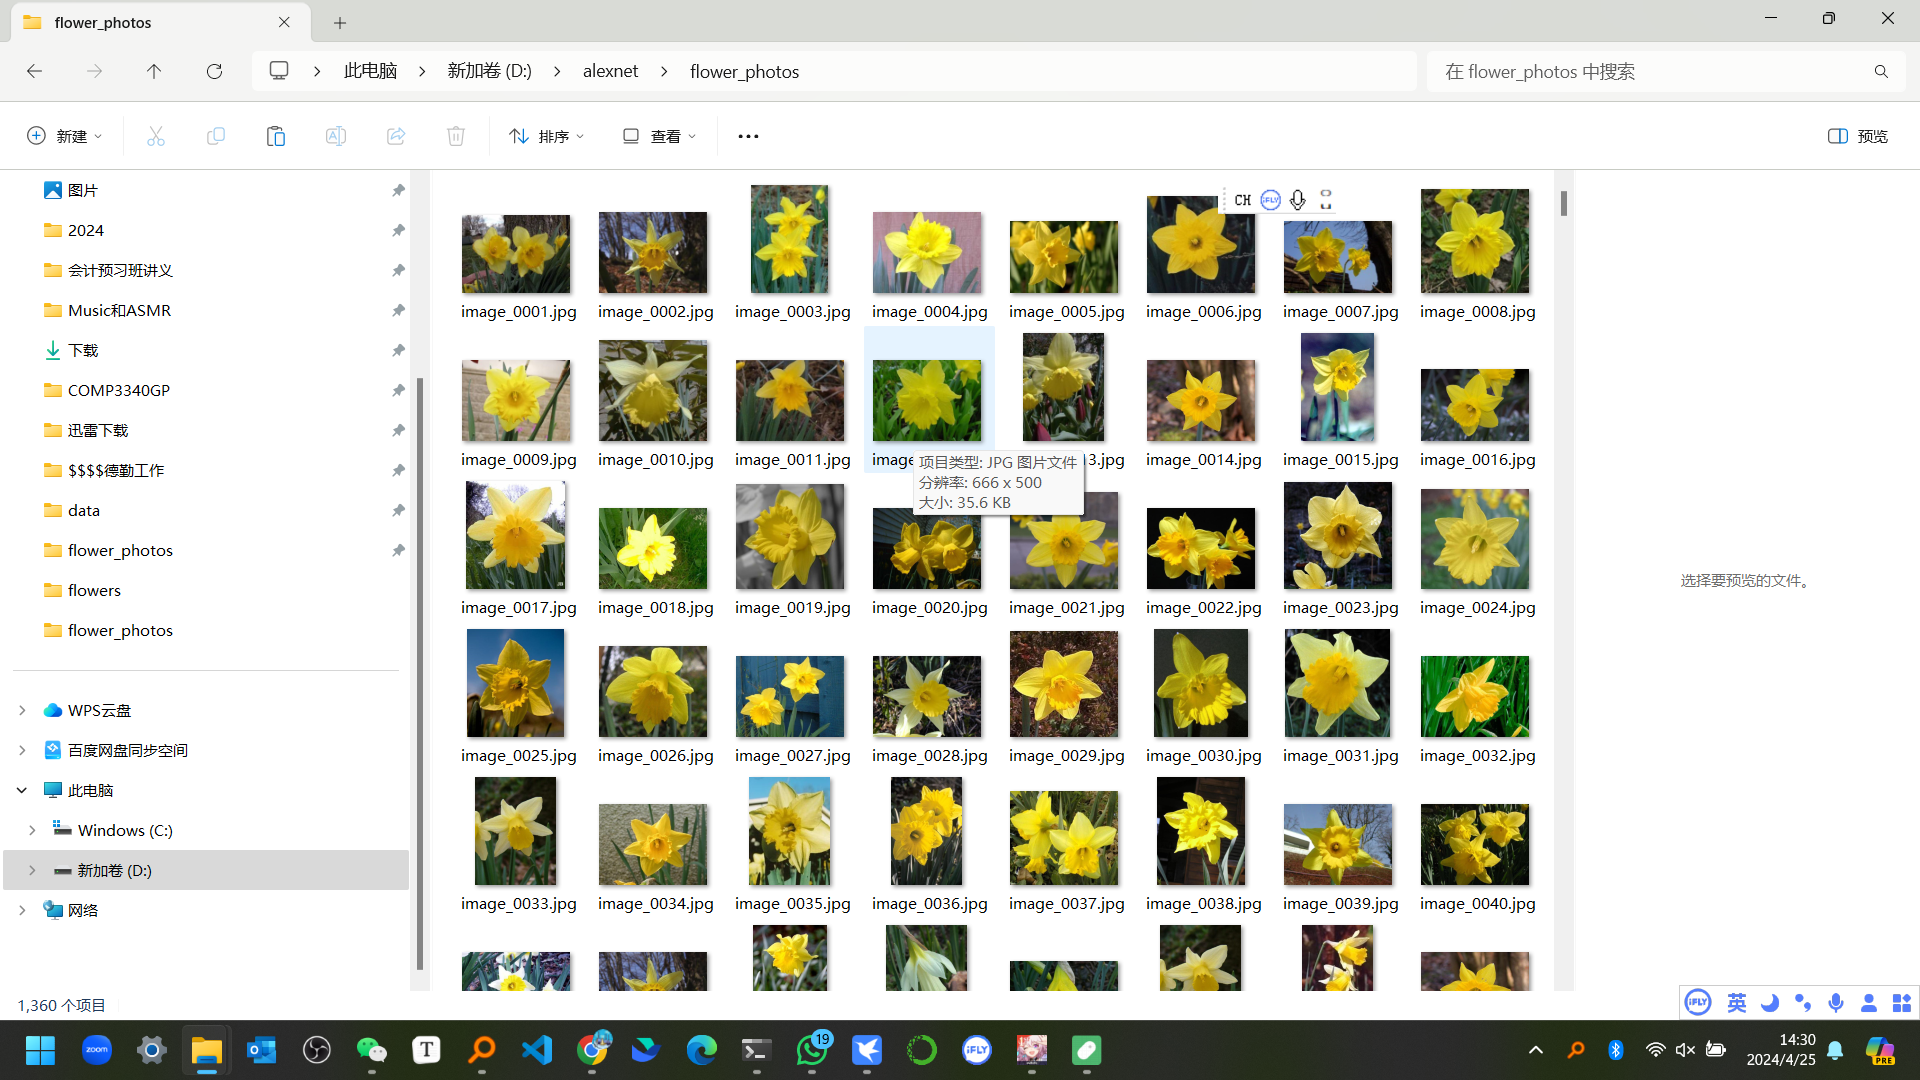 flower_photos
此电脑 新加卷 (D:) alexnet flower_photos
在 flower_photos 中搜索
新建 排序 查看 预览
图片
2024
会计预习班讲义
Music和ASMR
下载
COMP3340GP
迅雷下载
$$$$德勤工作
data
flower_photos
flowers
flower_photos
WPS云盘
百度网盘同步空间
此电脑
Windows (C:)
新加卷 (D:)
网络
CH iFLY
image_0001.jpg image_0002.jpg image_0003.jpg image_0004.jpg image_0005.jpg image_0006.jpg image_0007.jpg image_0008.jpg
image_0009.jpg image_0010.jpg image_0011.jpg image_ 13.jpg image_0014.jpg image_0015.jpg image_0016.jpg
项目类型: JPG 图片文件
分辨率: 666 x 500
大小: 35.6 KB
image_0017.jpg image_0018.jpg image_0019.jpg image_0020.jpg image_0021.jpg image_0022.jpg image_0023.jpg image_0024.jpg
image_0025.jpg image_0026.jpg image_0027.jpg image_0028.jpg image_0029.jpg image_0030.jpg image_0031.jpg image_0032.jpg
image_0033.jpg image_0034.jpg image_0035.jpg image_0036.jpg image_0037.jpg image_0038.jpg image_0039.jpg image_0040.jpg
选择要预览的文件。
1,360 个项目
iFLY 英
zoom T 19 iFLY
14:30
2024/4/25
PRE